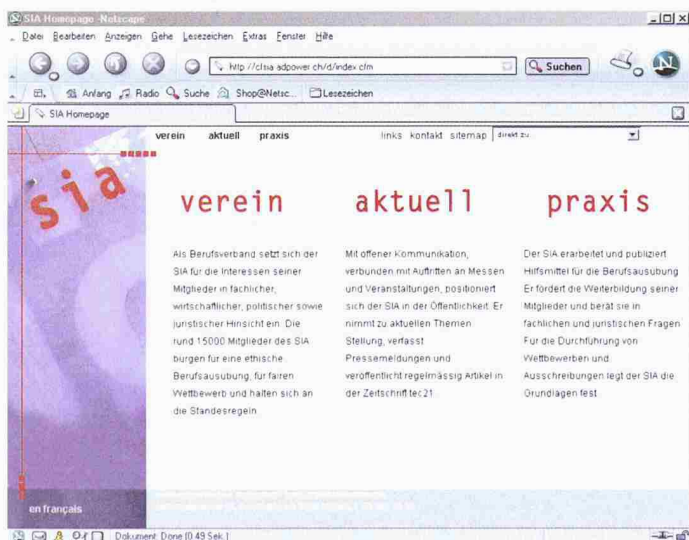 SIA Homepage - Netscape
Datei Bearbeiten Anzeigen Gehe Lesezeichen Extras Fenster Hilfe
http://clsia.adpower.ch/d/index.cfm Suchen N
Anfang Radio Suche Shop@Netsc... Lesezeichen
SIA Homepage
verein aktuell praxis links kontakt sitemap direkt zu
sia
verein
Als Berufsverband setzt sich der
SIA für die Interessen seiner
Mitglieder in fachlicher,
wirtschaftlicher, politischer sowie
juristischer Hinsicht ein. Die
rund 15000 Mitglieder des SIA
bürgen für eine ethische
Berufsausübung, für fairen
Wettbewerb und halten sich an
die Standesregeln
aktuell
Mit offener Kommunikation,
verbunden mit Auftritten an Messen
und Veranstaltungen, positioniert
sich der SIA in der Öffentlichkeit. Er
nimmt zu aktuellen Themen
Stellung, verfasst
Pressemeldungen und
veröffentlicht regelmässig Artikel in
der Zeitschrift tec21.
praxis
Der SIA erarbeitet und publiziert
Hilfsmittel für die Berufsausübung
Er fördert die Weiterbildung seiner
Mitglieder und berät sie in
fachlichen und juristischen Fragen
Für die Durchführung von
Wettbewerben und
Ausschreibungen legt der SIA die
Grundlagen fest
en français
Dokument: Done (0.49 Sek.)